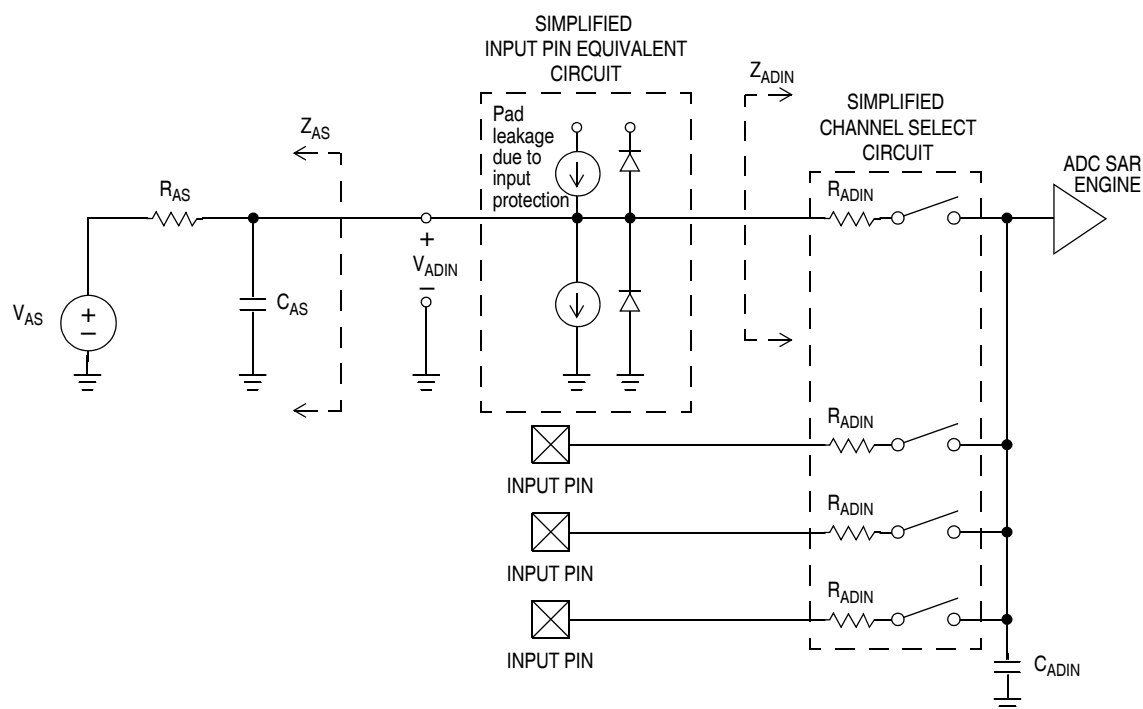 SIMPLIFIED
INPUT PIN EQUIVALENT
CIRCUIT
Z_ADIN
SIMPLIFIED
CHANNEL SELECT
CIRCUIT
ADC SAR
ENGINE
Pad
leakage
due to
input
protection
Z_AS
R_AS
R_ADIN
+
V_ADIN
–
V_AS
+
–
C_AS
R_ADIN
INPUT PIN
R_ADIN
INPUT PIN
R_ADIN
INPUT PIN
C_ADIN